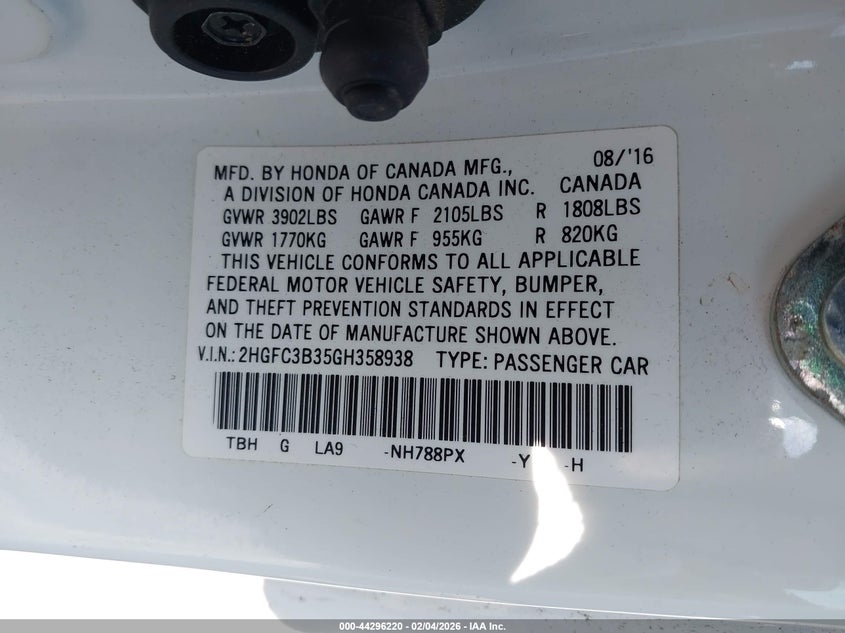 MFD. BY HONDA OF CANADA MFG., 08/'16
A DIVISION OF HONDA CANADA INC. CANADA
GVWR 3902LBS GAWR F 2105LBS R 1808LBS
GVWR 1770KG GAWR F 955KG R 820KG
THIS VEHICLE CONFORMS TO ALL APPLICABLE
FEDERAL MOTOR VEHICLE SAFETY, BUMPER,
AND THEFT PREVENTION STANDARDS IN EFFECT
ON THE DATE OF MANUFACTURE SHOWN ABOVE.
V.I.N.: 2HGFC3B35GH358938 TYPE: PASSENGER CAR
TBH G LA9 -NH788PX -Y -H
000-44296220 - 02/04/2026 - IAA Inc.